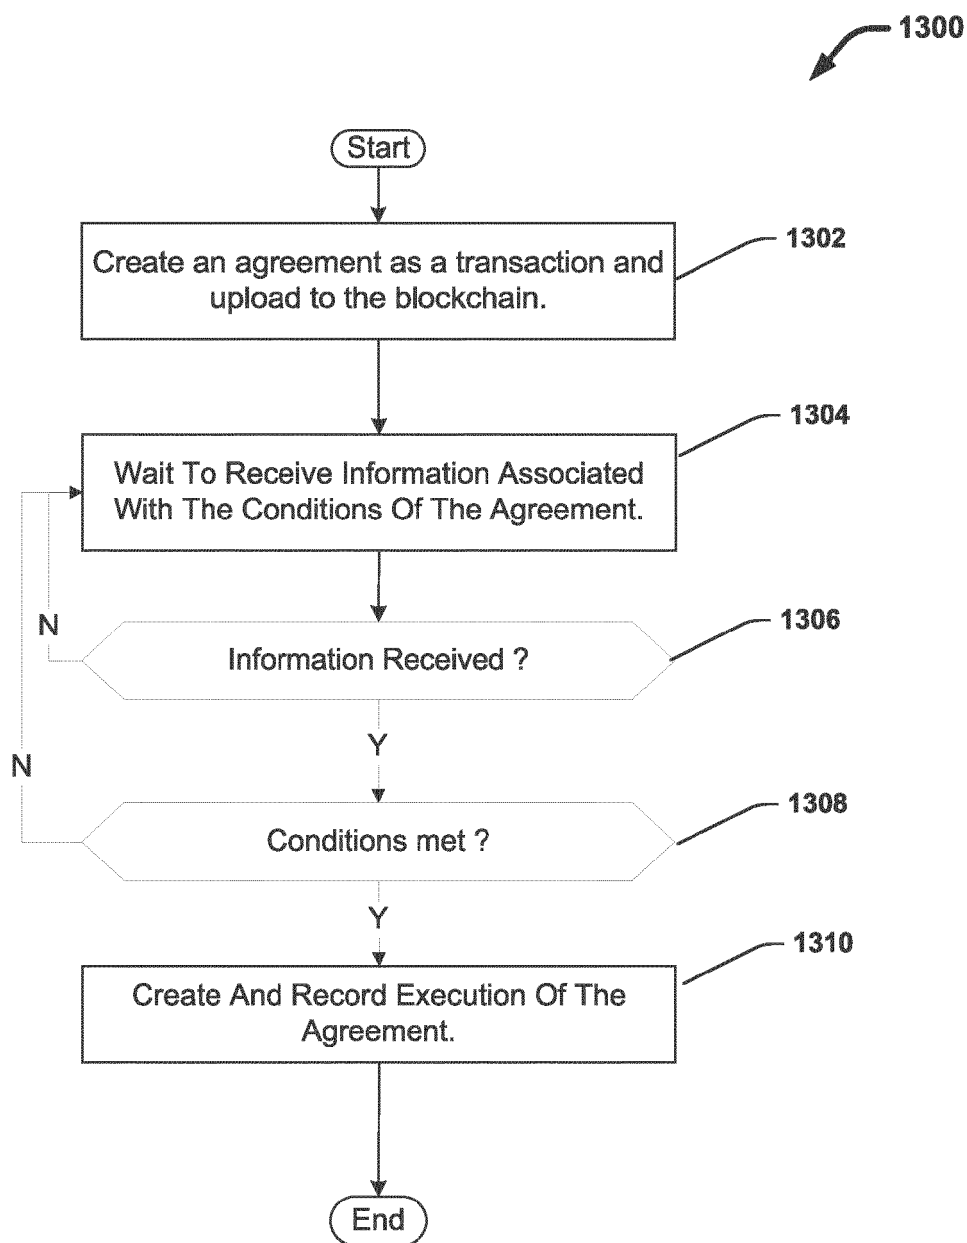 1300
Start
1302
Create an agreement as a transaction and
upload to the blockchain.
1304
Wait To Receive Information Associated
With The Conditions Of The Agreement.
N
1306
Information Received ?
Y
N
1308
Conditions met ?
Y
1310
Create And Record Execution Of The
Agreement.
End